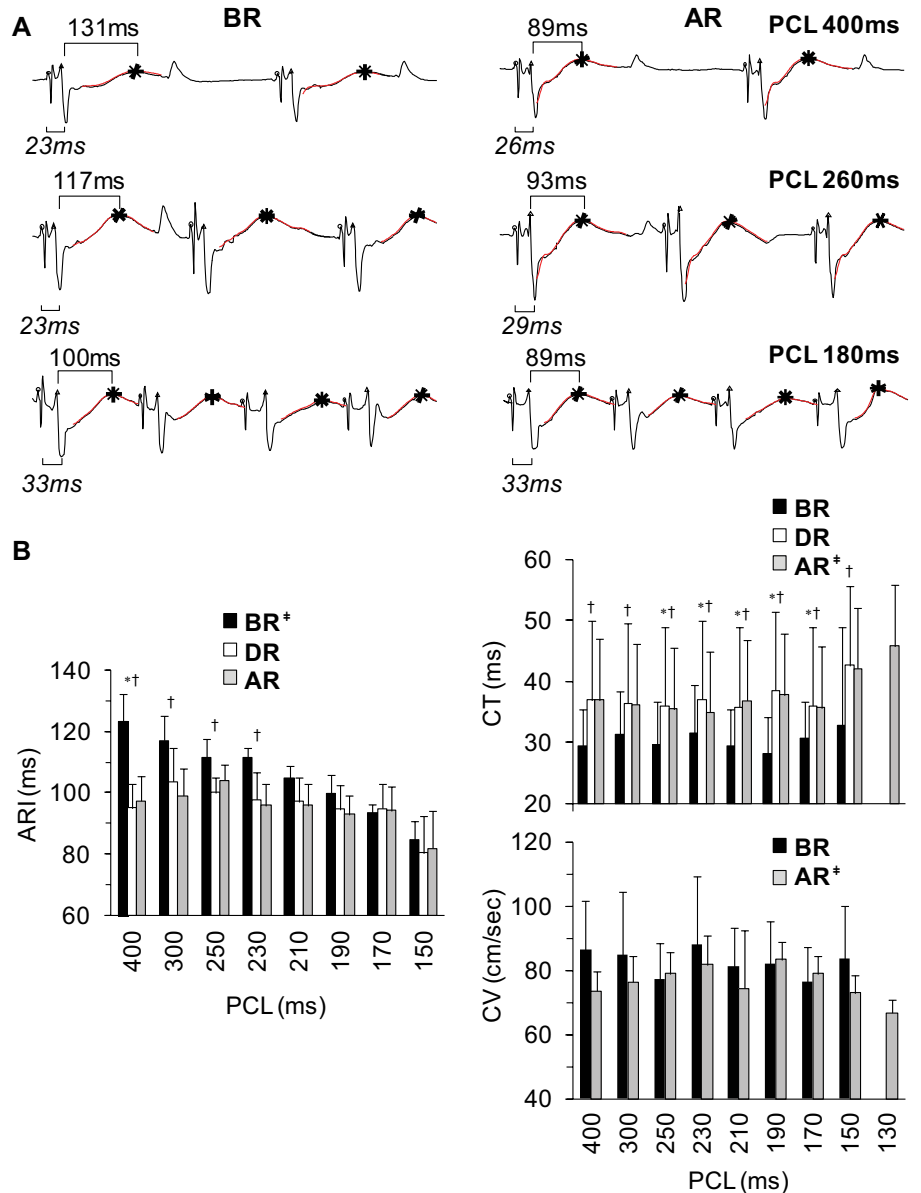 A
BR
AR
PCL 400ms
131ms
89ms
23ms
26ms
PCL 260ms
117ms
93ms
23ms
29ms
PCL 180ms
100ms
89ms
33ms
33ms
B
BR‡
DR
AR
140
120
100
80
60
ARI (ms)
*†
†
†
†
400
300
250
230
210
190
170
150
PCL (ms)
BR
DR
AR‡
60
50
40
30
20
CT (ms)
†
†
*†
*†
*†
*†
*†
†
BR
AR‡
120
100
80
60
40
CV (cm/sec)
400
300
250
230
210
190
170
150
130
PCL (ms)